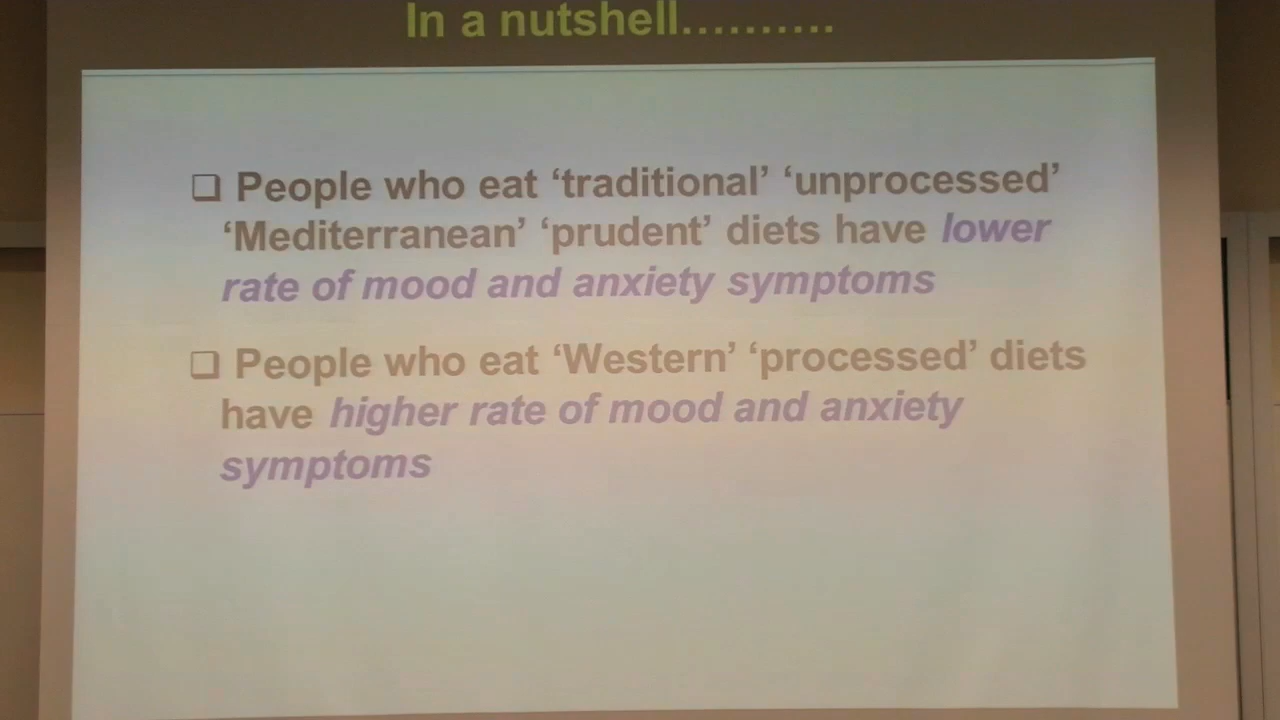 In a nutshell..........
❑ People who eat ‘traditional’ ‘unprocessed’
‘Mediterranean’ ‘prudent’ diets have lower
rate of mood and anxiety symptoms
❑ People who eat ‘Western’ ‘processed’ diets
have higher rate of mood and anxiety
symptoms